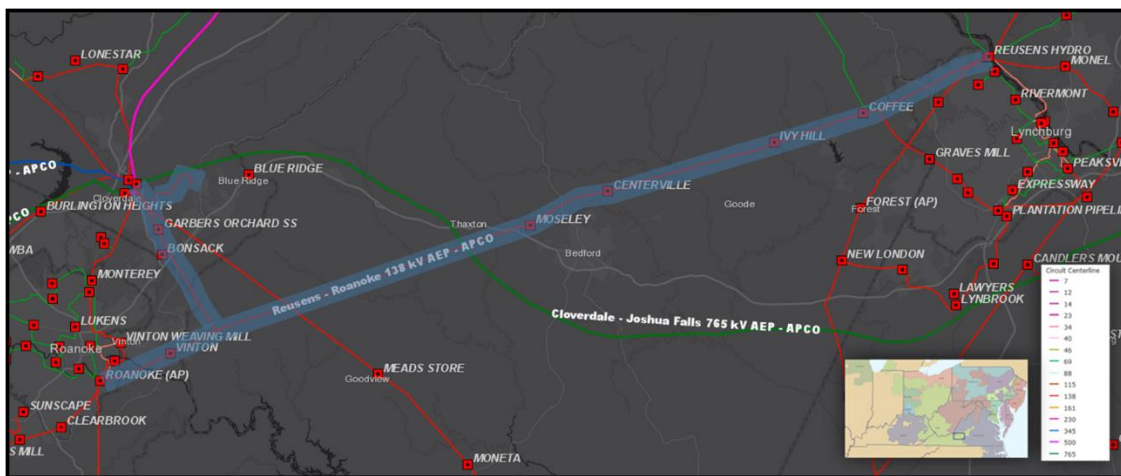 LONESTAR
REUSENS HYDRO
MONEL
RIVERMONT
COFFEE
Lynchburg
IVY HILL
- APCO
BLUE RIDGE
GRAVES MILL
PEAKSV
Blue Ridge
Cloverdale
CENTERVILLE
EXPRESSWAY
BURLINGTON HEIGHTS
APCO
Goode
FOREST (AP)
Forest
PLANTATION PIPELI
GARBERS ORCHARD SS
Thaxton
MOSELEY
WBA
BONSACK
Bedford
NEW LONDON
CANDLERS MOU
MONTEREY
Reusens - Roanoke 138 kV AEP - APCO
LAWYERS
LYNBROOK
Cloverdale - Joshua Falls 765 kV AEP - APCO
LUKENS
VINTON WEAVING MILL
Vinton
Roanoke
VINTON
ROANOKE (AP)
MEADS STORE
Goodview
SUNSCAPE
CLEARBROOK
S MILL
MONETA
Circuit Centerline
7
12
14
23
34
40
46
69
88
115
138
161
230
345
500
765